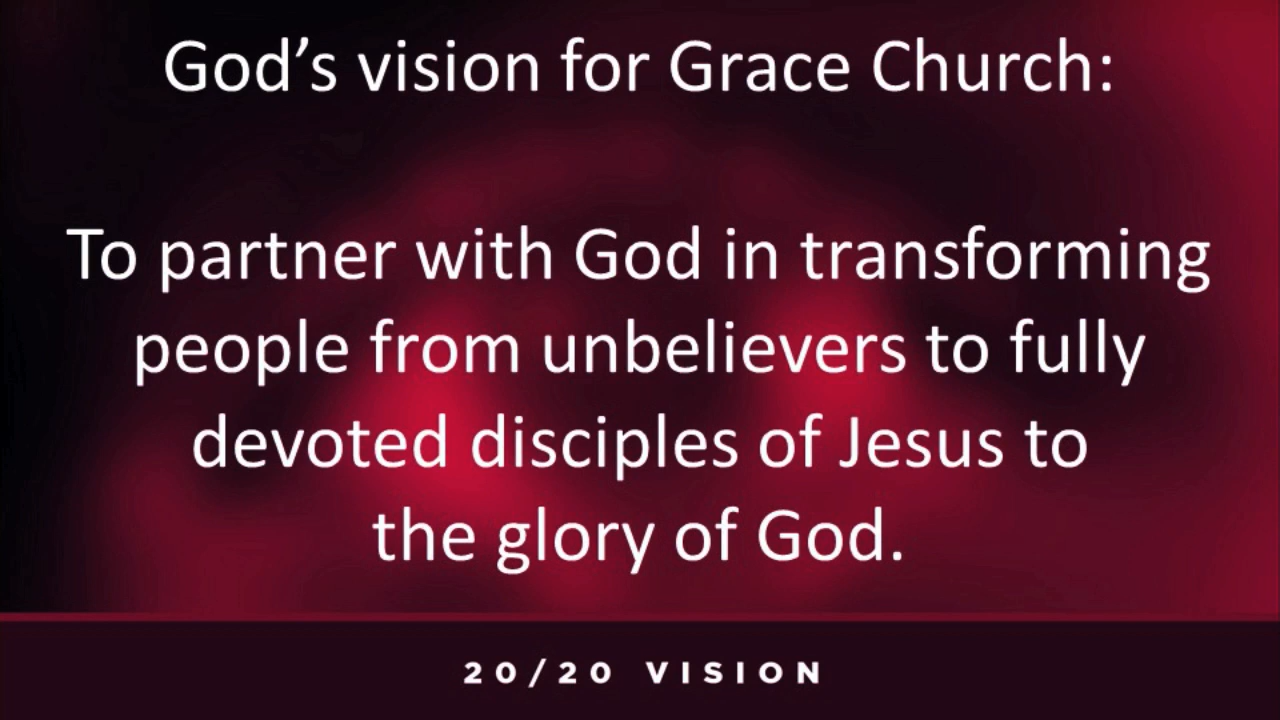 God’s vision for Grace Church:
To partner with God in transforming
people from unbelievers to fully
devoted disciples of Jesus to
the glory of God.
20/20 VISION